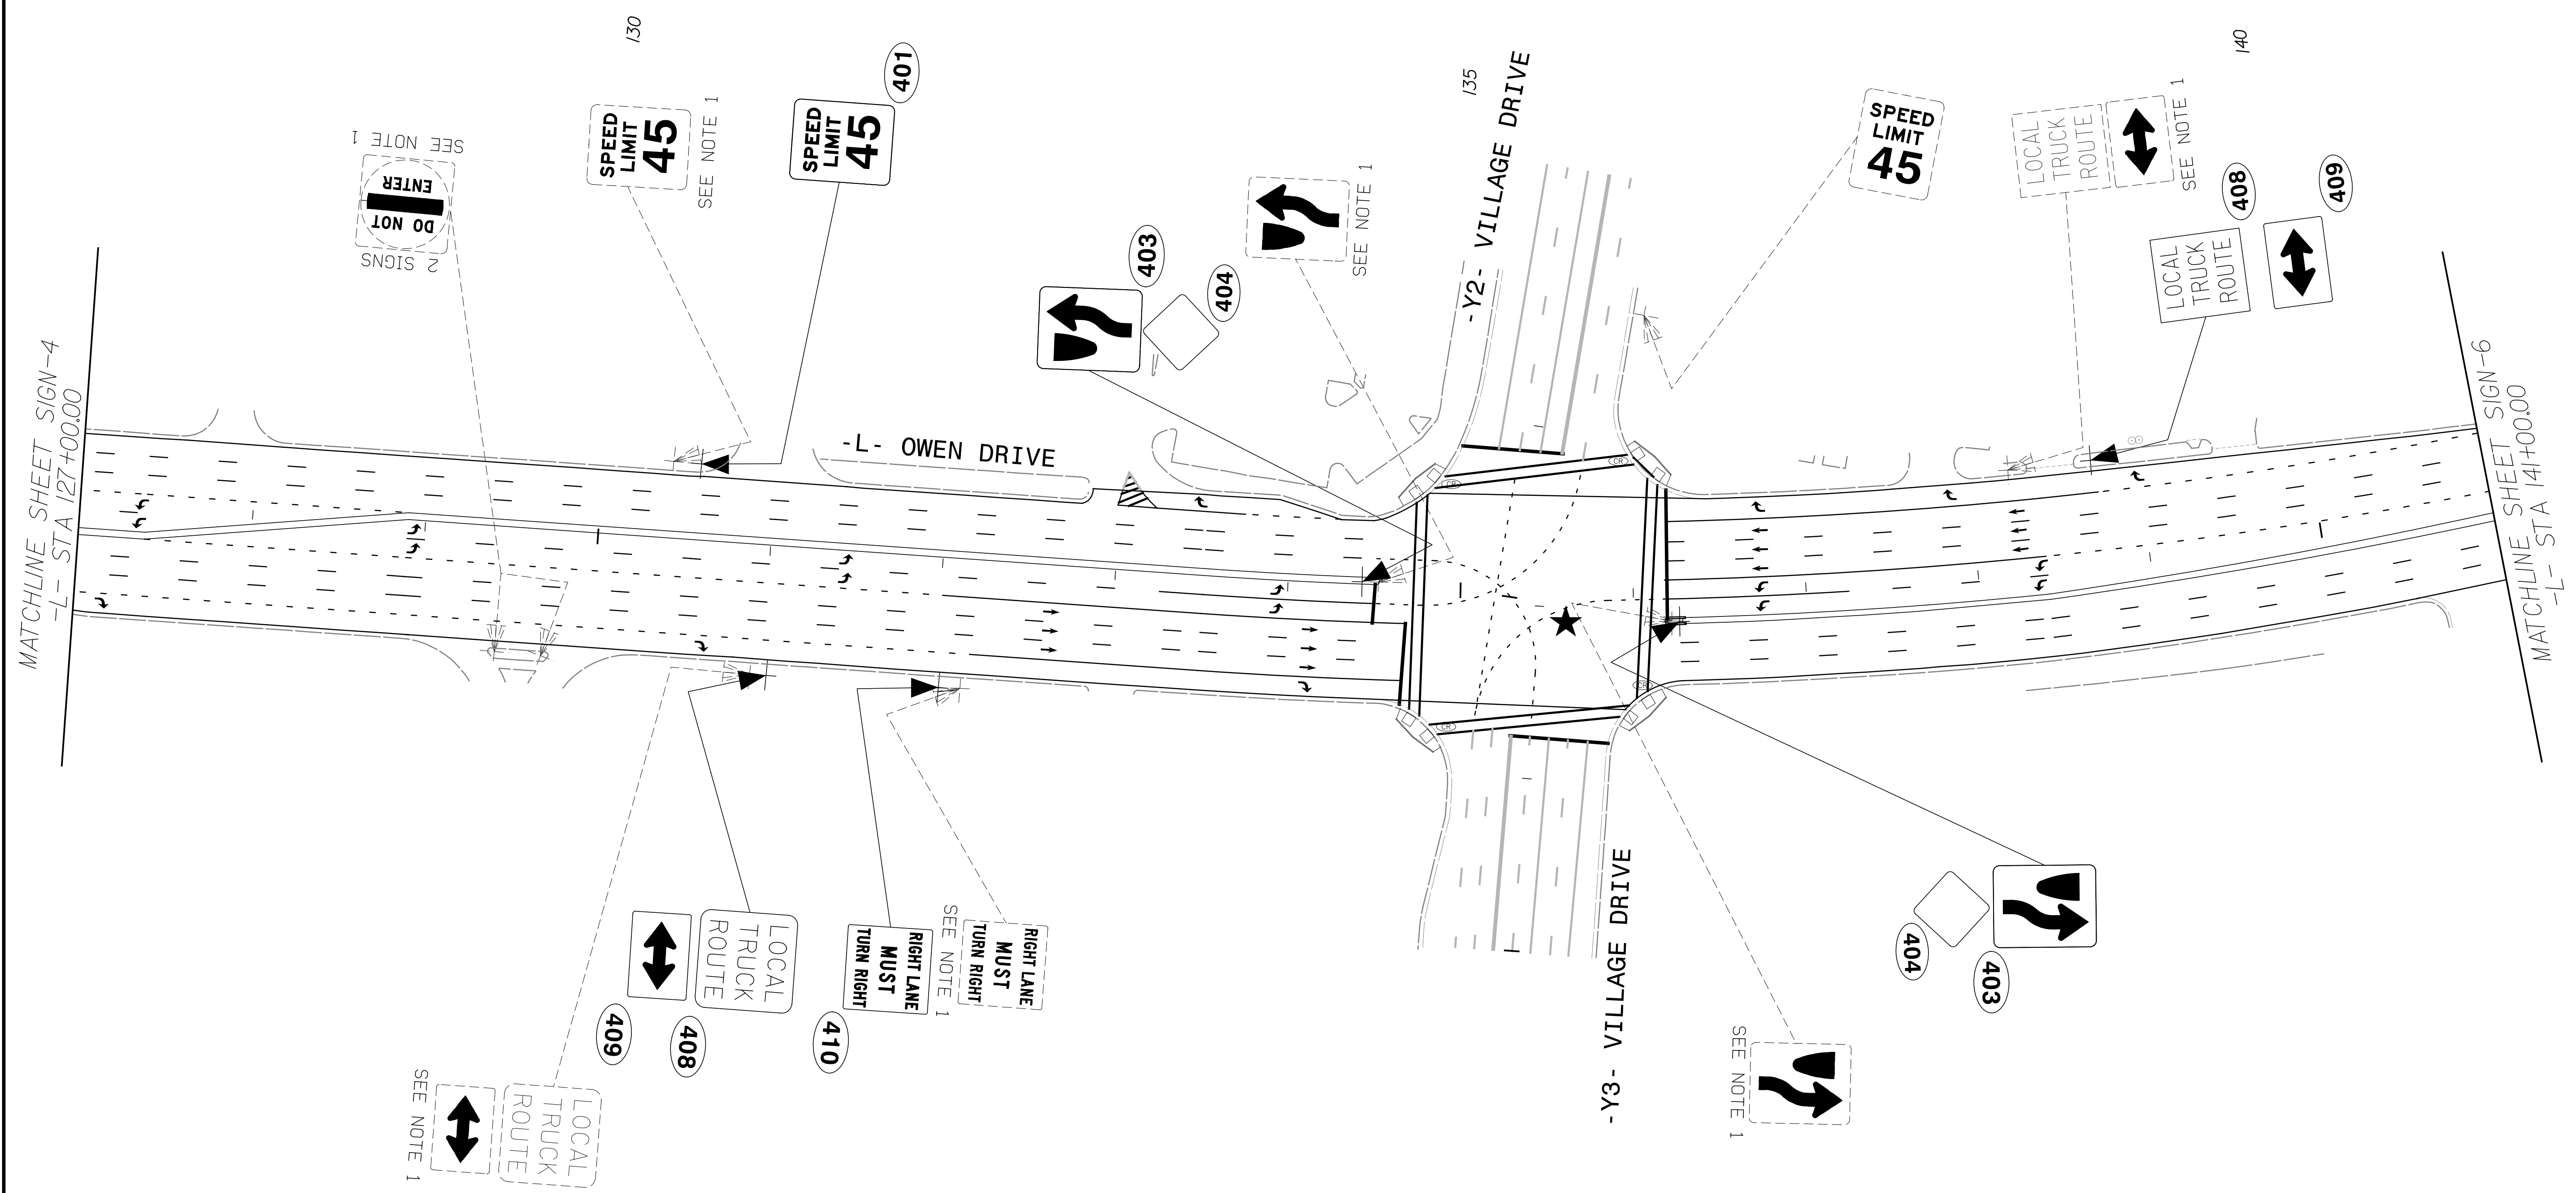 MATCHLINE SHEET SIGN-4
-L- STA 127+00.00
130
135
140
SEE NOTE 1
DO NOT
ENTER
2 SIGNS
SPEED
LIMIT
45
SEE NOTE 1
SPEED
LIMIT
45
401
-L- OWEN DRIVE
403
404
SEE NOTE 1
-Y2- VILLAGE DRIVE
SPEED
LIMIT
45
LOCAL
TRUCK
ROUTE
SEE NOTE 1
LOCAL
TRUCK
ROUTE
408
409
MATCHLINE SHEET SIGN-6
-L- STA 141+00.00
CR
CR
CR
CR
LOCAL
TRUCK
ROUTE
SEE NOTE 1
LOCAL
TRUCK
ROUTE
409
408
RIGHT LANE
MUST
TURN RIGHT
410
RIGHT LANE
MUST
TURN RIGHT
SEE NOTE 1
-Y3- VILLAGE DRIVE
SEE NOTE 1
404
403